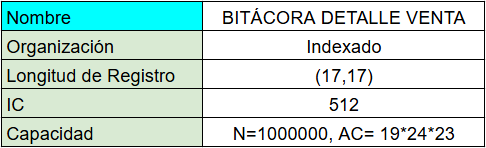 Nombre BITÁCORA DETALLE VENTA
Organización Indexado
Longitud de Registro (17,17)
IC 512
Capacidad N=1000000, AC= 19*24*23